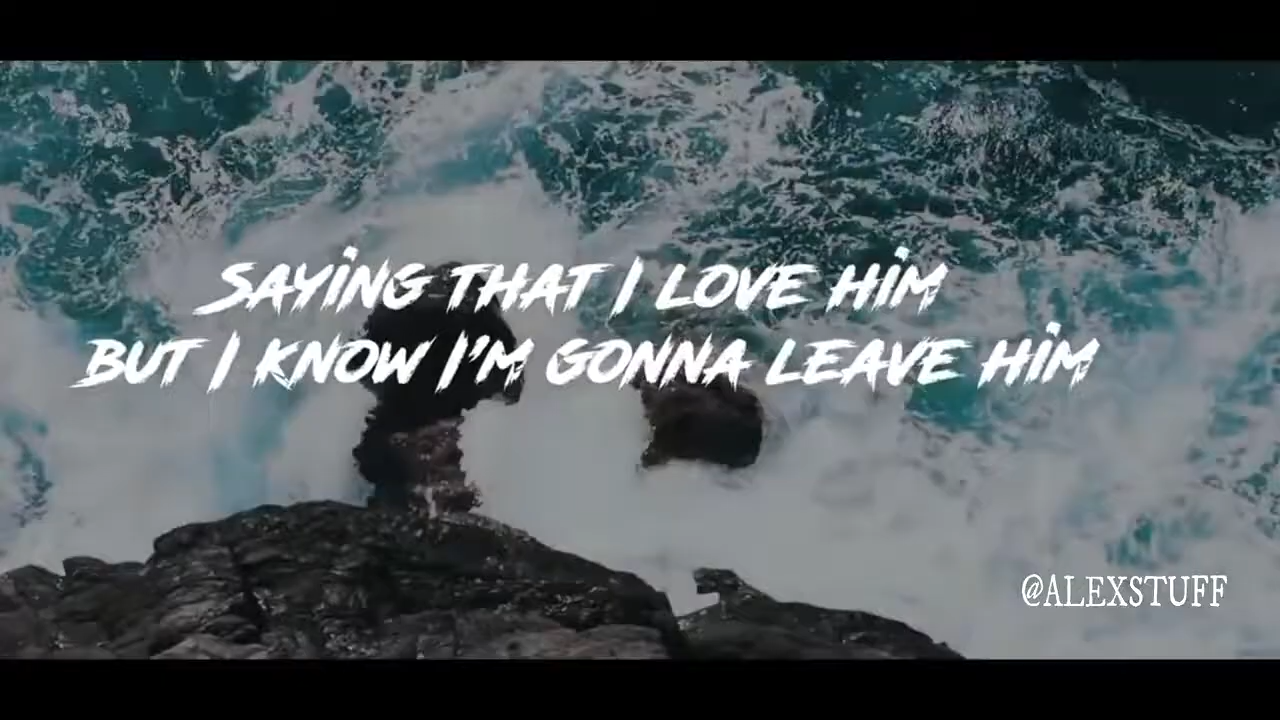 SAYING THAT I LOVE HIM
BUT I KNOW I'M GONNA LEAVE HIM
@ALEXSTUFF